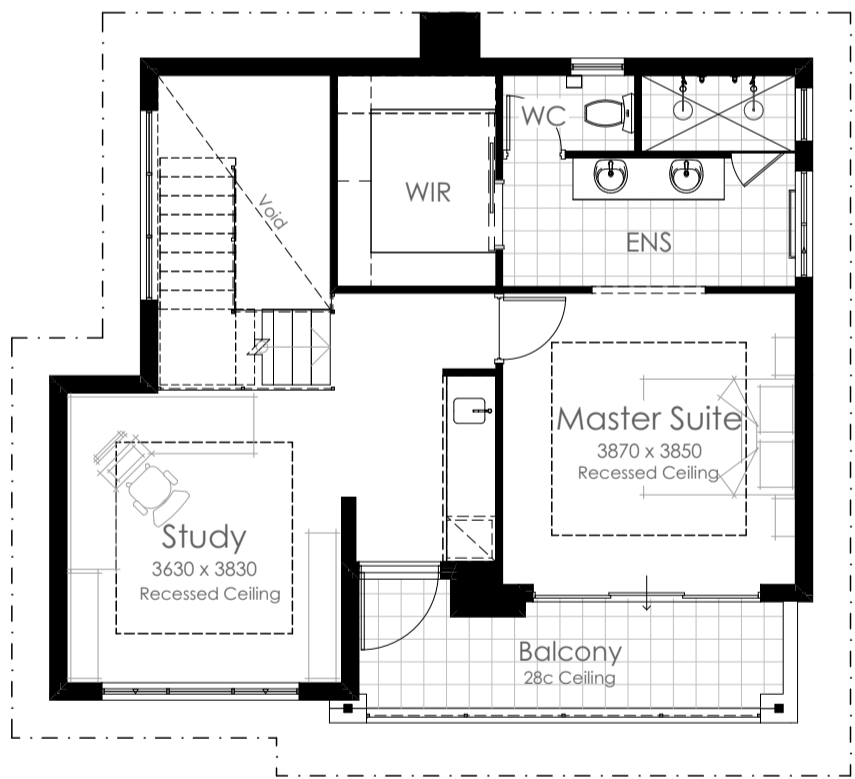 WC
Void
WIR
ENS
Master Suite
3870 x 3850
Recessed Ceiling
Study
3630 x 3830
Recessed Ceiling
Balcony
28c Ceiling